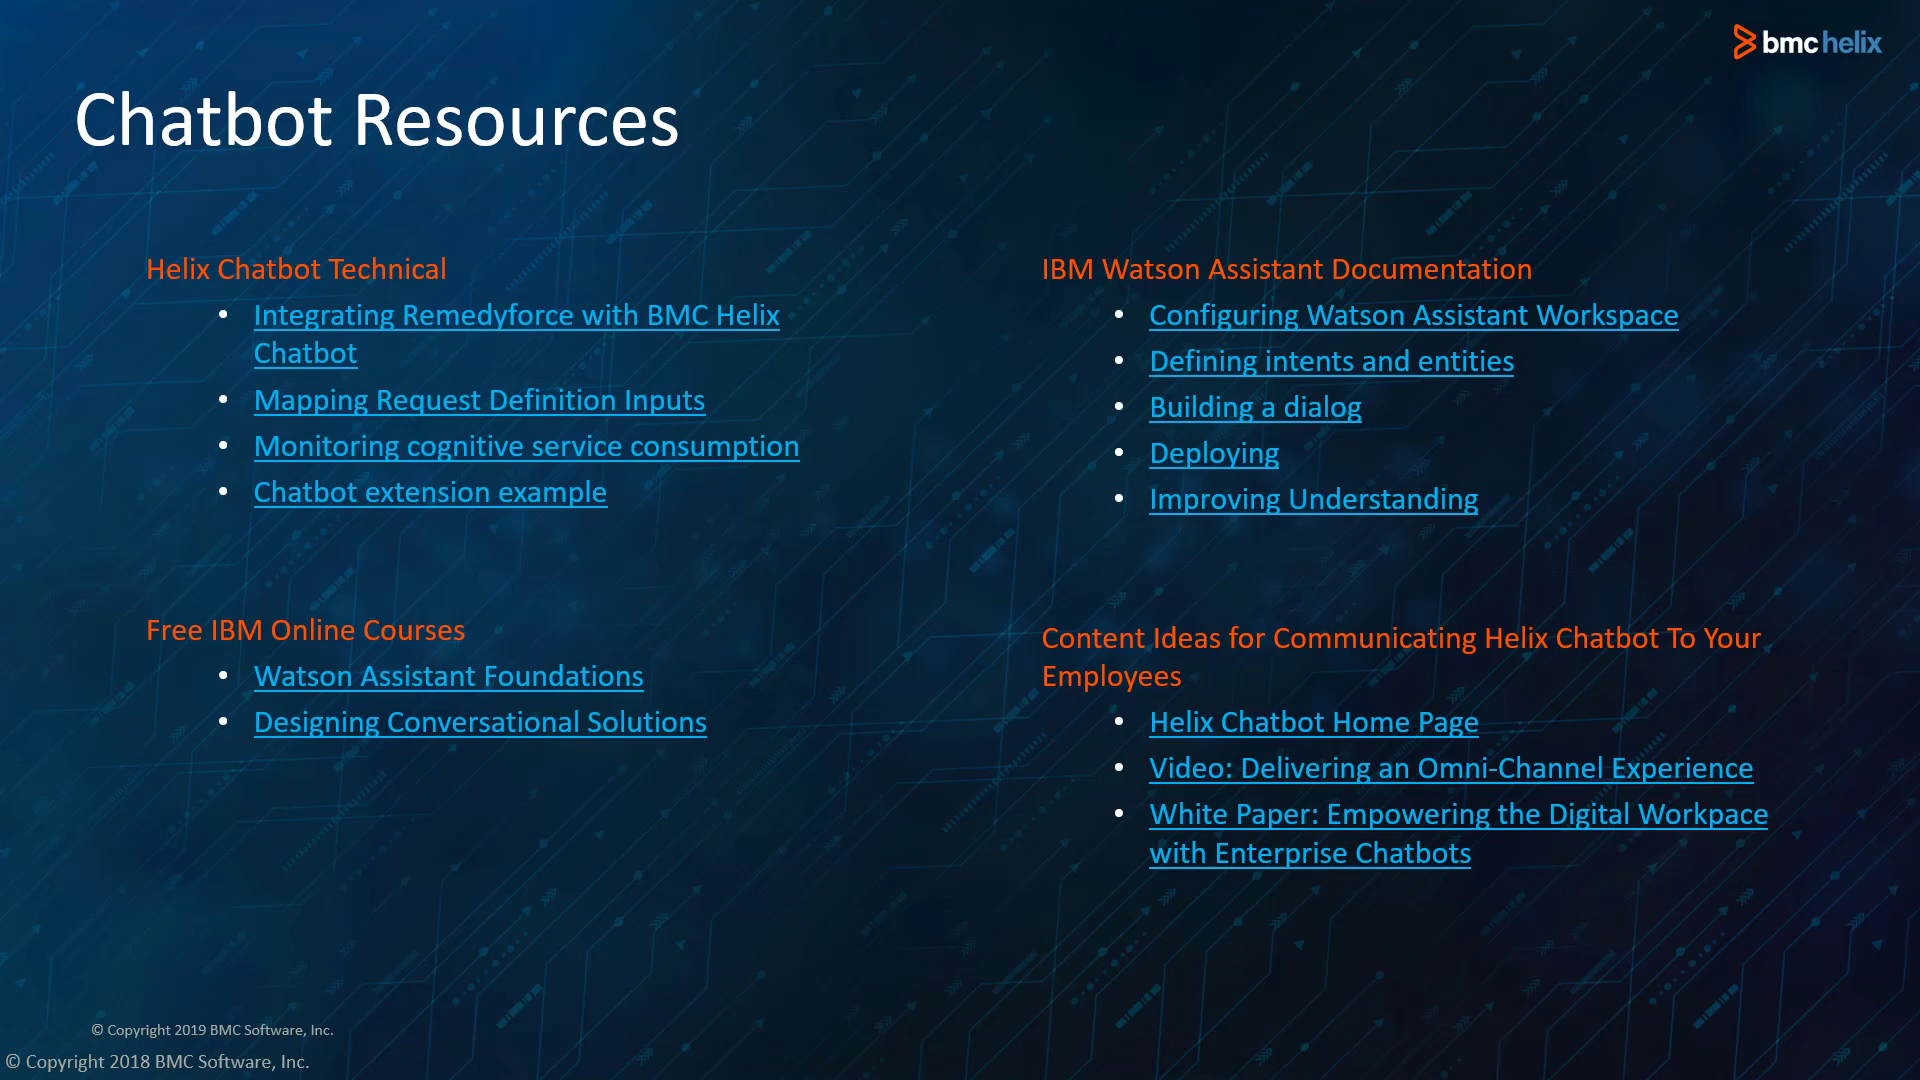 bmc helix
Chatbot Resources
Helix Chatbot Technical
• Integrating Remedyforce with BMC Helix
Chatbot
• Mapping Request Definition Inputs
• Monitoring cognitive service consumption
• Chatbot extension example
Free IBM Online Courses
• Watson Assistant Foundations
• Designing Conversational Solutions
IBM Watson Assistant Documentation
• Configuring Watson Assistant Workspace
• Defining intents and entities
• Building a dialog
• Deploying
• Improving Understanding
Content Ideas for Communicating Helix Chatbot To Your
Employees
• Helix Chatbot Home Page
• Video: Delivering an Omni-Channel Experience
• White Paper: Empowering the Digital Workpace
with Enterprise Chatbots
© Copyright 2019 BMC Software, Inc.
© Copyright 2018 BMC Software, Inc.